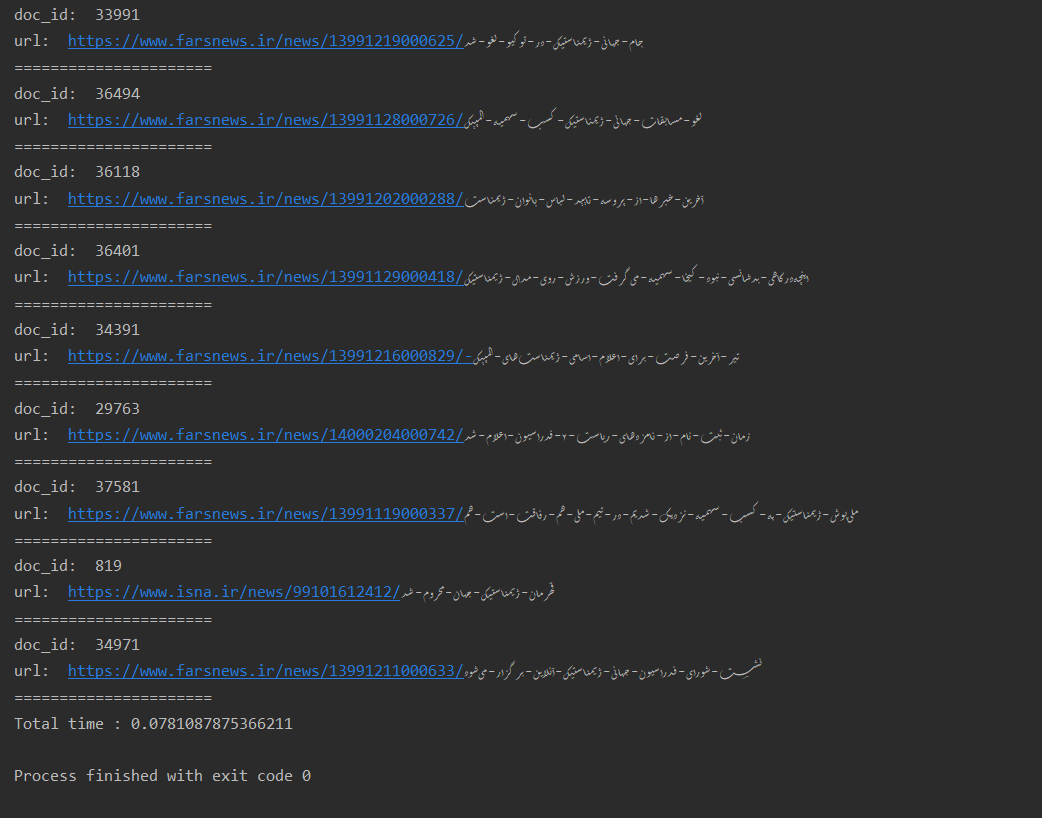 doc_id:  33991
url:  https://www.farsnews.ir/news/13991219000625/جام-جهانی-ژیمناستیک-در-توکیو-لغو-شد
======================
doc_id:  36494
url:  https://www.farsnews.ir/news/13991128000726/لغو-مسابقات-جهانی-ژیمناستیک-کسب-سهمیه-المپیک
======================
doc_id:  36118
url:  https://www.farsnews.ir/news/13991202000288/آخرین-خبرها-از-پروسه-تایید-لباس-بانوان-ژیمناست
======================
doc_id:  36401
url:  https://www.farsnews.ir/news/13991129000418/اینچه‌درگاهی-بدشانسی-نبود-کیخا-سهمیه-می‌گرفت-ورزش-روی-مدال-ژیمناستیک
======================
doc_id:  34391
url:  https://www.farsnews.ir/news/13991216000829/-تیر-آخرین-فرصت-برای-اعلام-اسامی-ژیمناست‌های-المپیک
======================
doc_id:  29763
url:  https://www.farsnews.ir/news/14000204000742/زمان-ثبت-نام-از-نامزدهای-ریاست-۲-فدراسیون-اعلام-شد
======================
doc_id:  37581
url:  https://www.farsnews.ir/news/13991119000337/ملی‌پوش-ژیمناستیک-به-کسب-سهمیه-نزدیک-شدیم-در-تیم-ملی-هم-رفاقت-است-هم
======================
doc_id:  819
url:  https://www.isna.ir/news/99101612412/قهرمان-ژیمناستیک-جهان-محروم-شد
======================
doc_id:  34971
url:  https://www.farsnews.ir/news/13991211000633/نشست-شورای-فدراسیون-جهانی-ژیمناستیک-آنلاین-برگزار-می‌شود
======================
Total time : 0.0781087875366211
Process finished with exit code 0